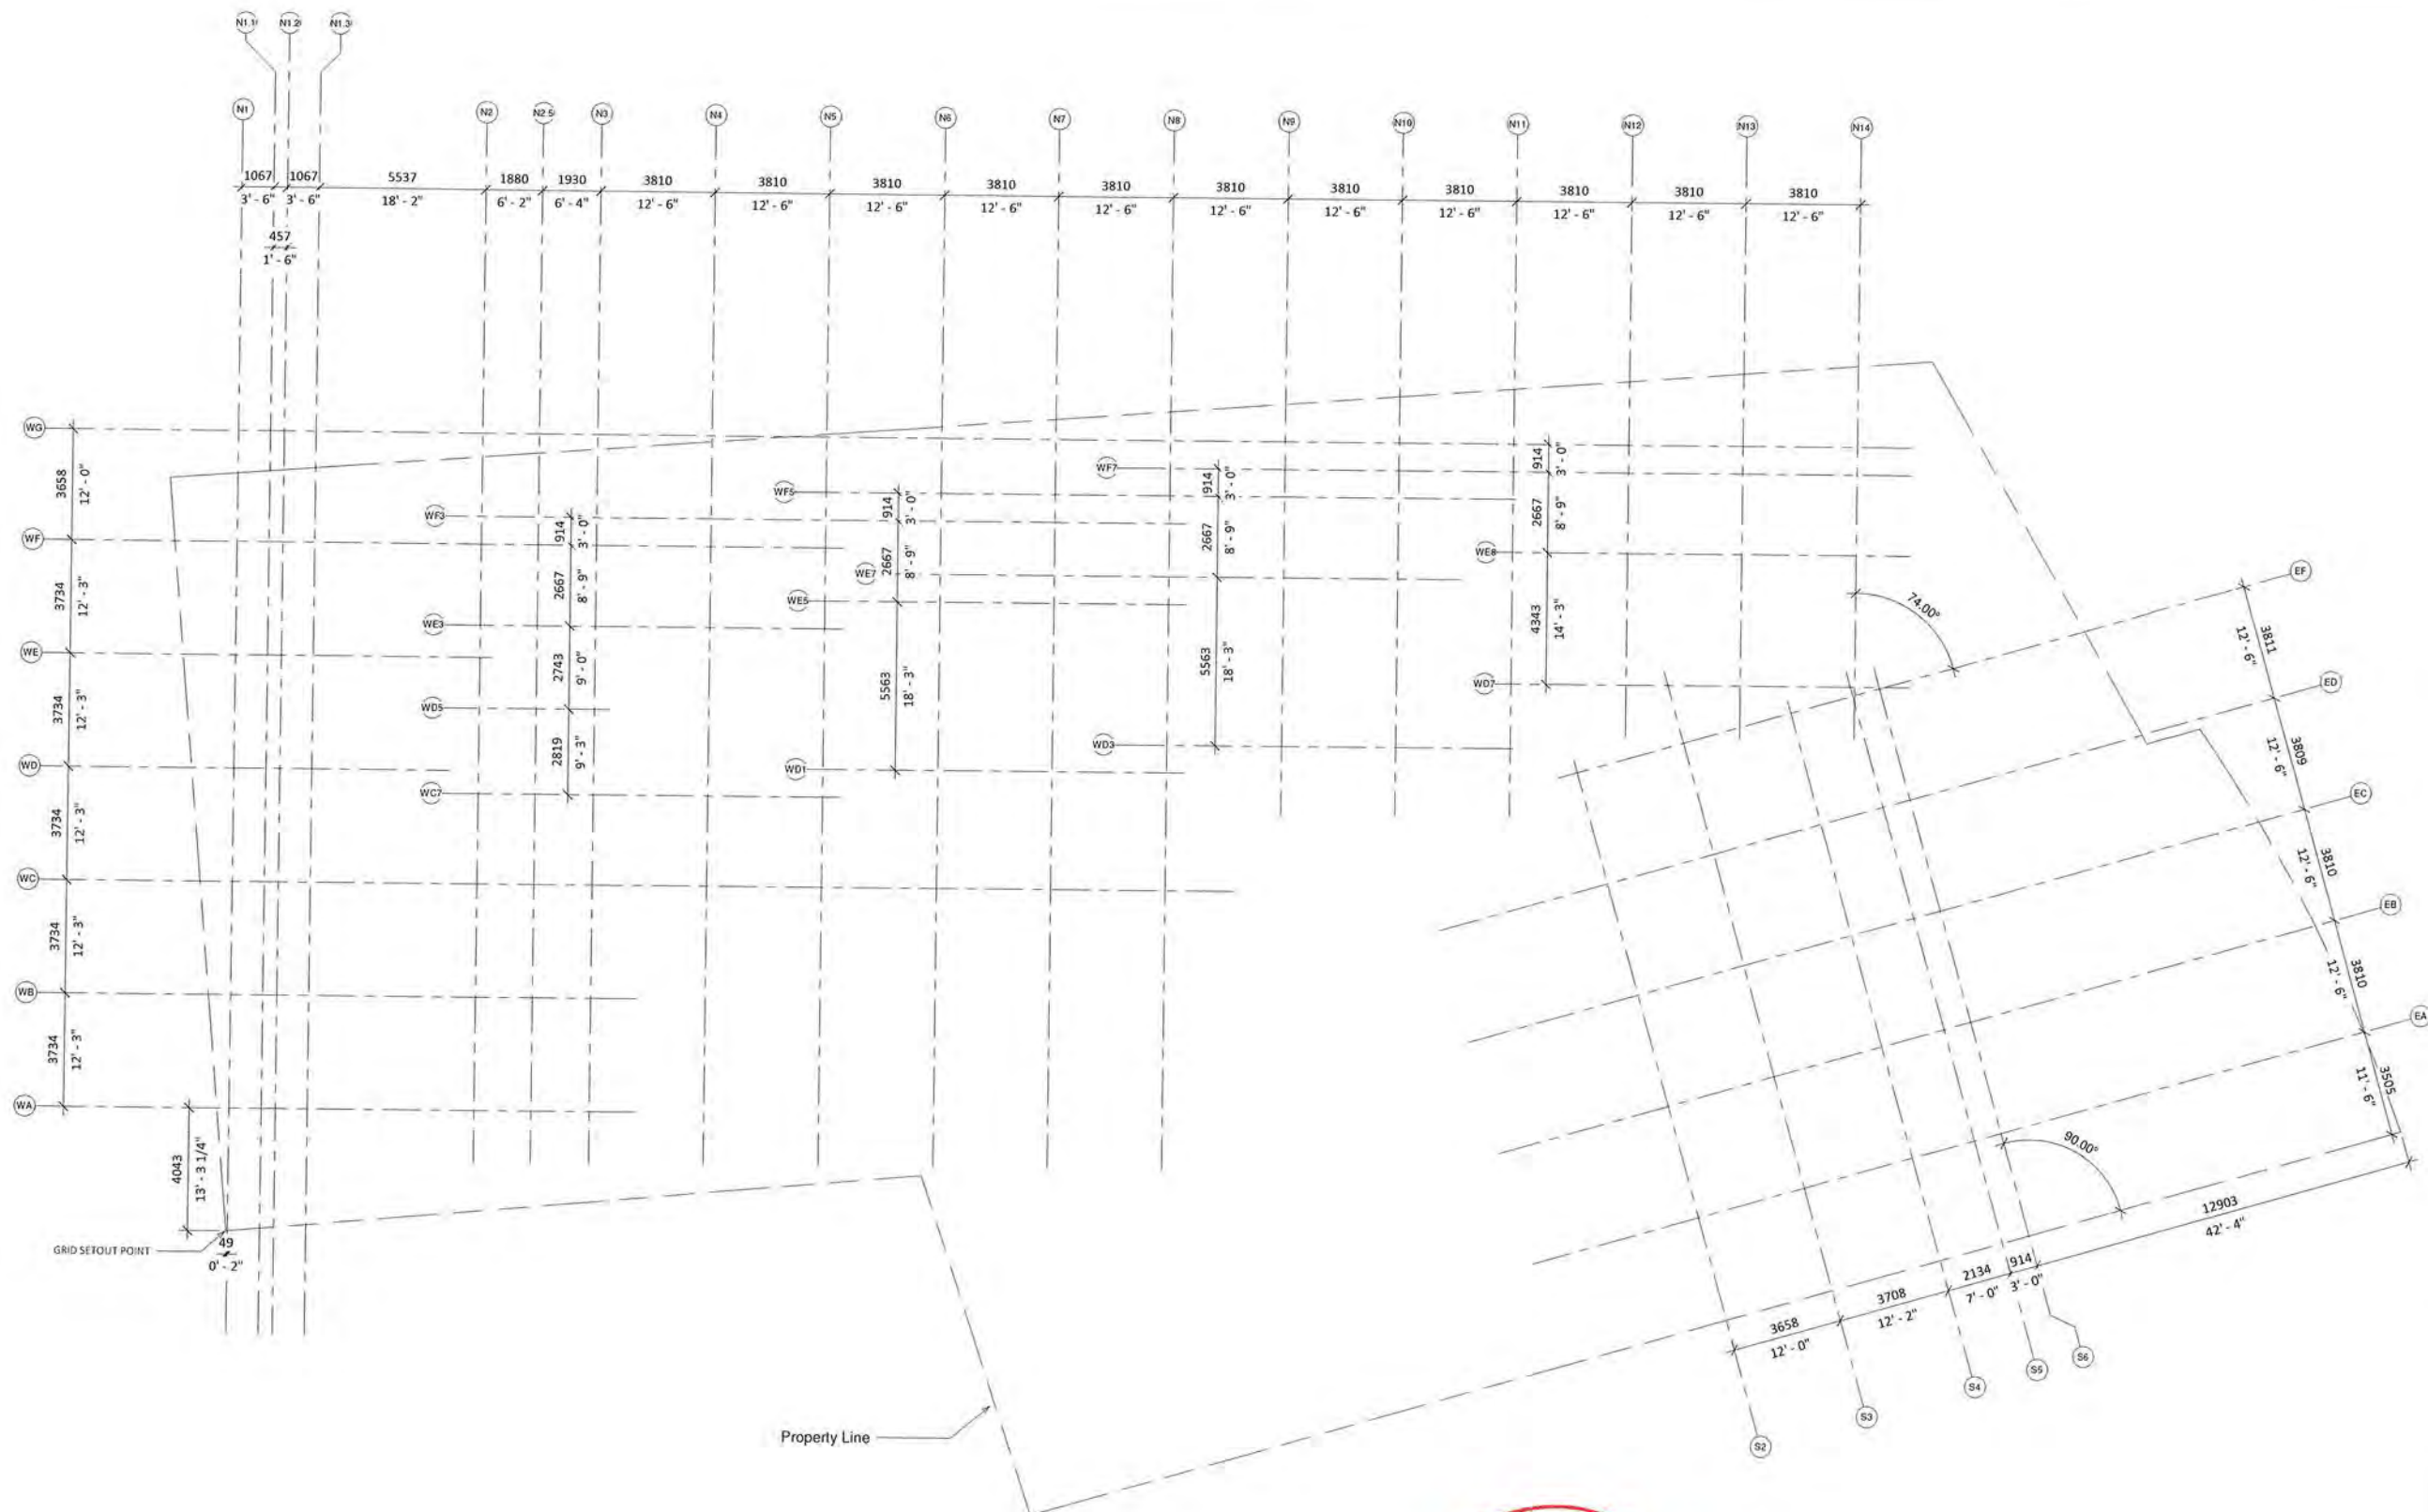 N1.1
N1.2
N1.3
N1
N2
N2.5
N3
N4
N5
N6
N7
N8
N9
N10
N11
N12
N13
N14
1067
1067
5537
1880
1930
3810
3810
3810
3810
3810
3810
3810
3810
3810
3810
3810
3'-6"
3'-6"
18'-2"
6'-2"
6'-4"
12'-6"
12'-6"
12'-6"
12'-6"
12'-6"
12'-6"
12'-6"
12'-6"
12'-6"
12'-6"
12'-6"
457
1'-6"
WG
3658
12'-0"
WF
3734
12'-3"
WE
3734
12'-3"
WD
3734
12'-3"
WC
3734
12'-3"
WB
3734
12'-3"
WA
4043
13'-3 1/4"
GRID SETOUT POINT
49
0'-2"
WF3
914
3'-0"
2667
8'-9"
WE3
2743
9'-0"
WD5
2819
9'-3"
WC7
WF5
914
3'-0"
2667
8'-9"
WE7
WE5
5563
18'-3"
WD1
WF7
914
3'-0"
2667
8'-9"
5563
18'-3"
WD3
914
3'-0"
2667
8'-9"
WE8
4343
14'-3"
WD7
74.00°
EF
3811
12'-6"
ED
3809
12'-6"
EC
3810
12'-6"
EB
3810
12'-6"
EA
3505
11'-6"
90.00°
12903
42'-4"
914
3'-0"
2134
7'-0"
3708
12'-2"
3658
12'-0"
S6
S5
S4
S3
S2
Property Line